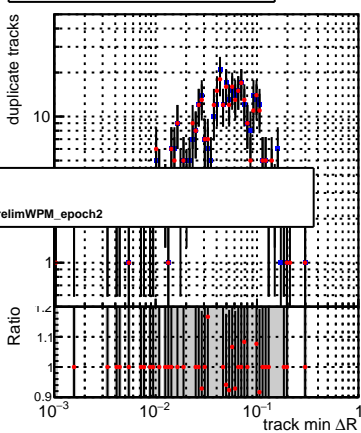 duplicate tracks
10
relimWPM_epoch2
1
Ratio
1.2
1.1
1
0.9
10⁻³
10⁻²
10⁻¹
1
track min ΔR